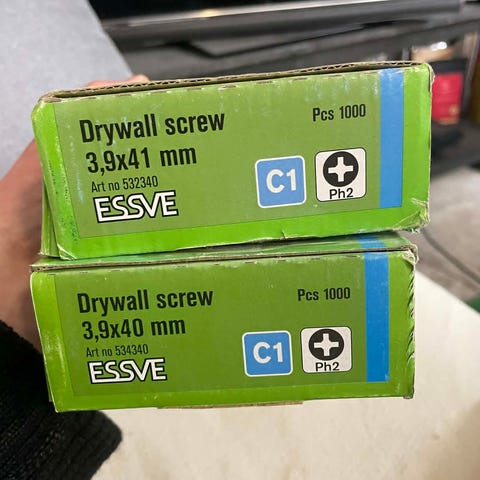 Drywall screw
3,9x41 mm
Art no 532340
ESSVE
Pcs 1000
C1
Ph2
Drywall screw
3,9x40 mm
Art no 534340
ESSVE
Pcs 1000
C1
Ph2